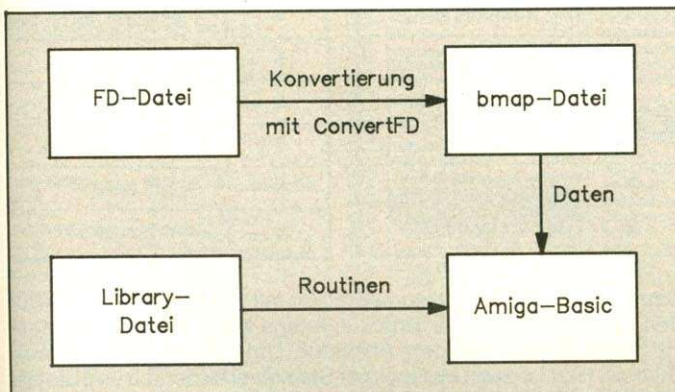 FD-Datei
Konvertierung
mit ConvertFD
bmap-Datei
Daten
Library-
Datei
Routinen
Amiga-Basic